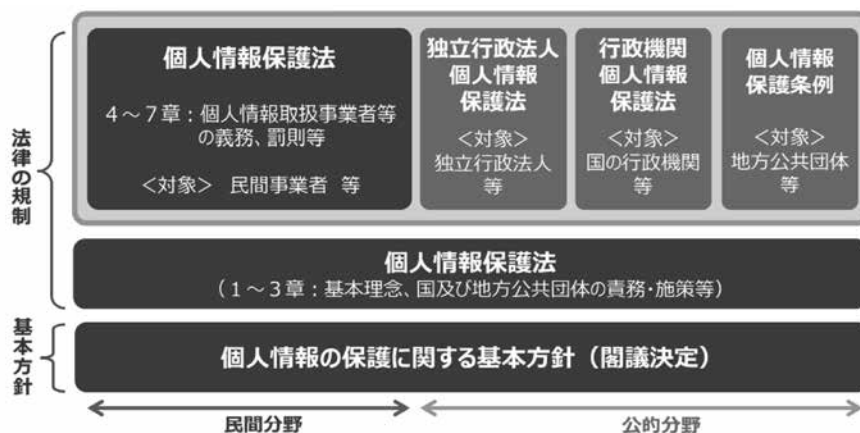 法律の規制
個人情報保護法
4～7章：個人情報取扱事業者等
の義務、罰則等
＜対象＞ 民間事業者 等
独立行政法人
個人情報
保護法
＜対象＞
独立行政法人
等
行政機関
個人情報
保護法
＜対象＞
国の行政機関
等
個人情報
保護条例
＜対象＞
地方公共団体
等
個人情報保護法
（1～3章：基本理念、国及び地方公共団体の責務・施策等）
基本方針
個人情報の保護に関する基本方針（閣議決定）
民間分野
公的分野